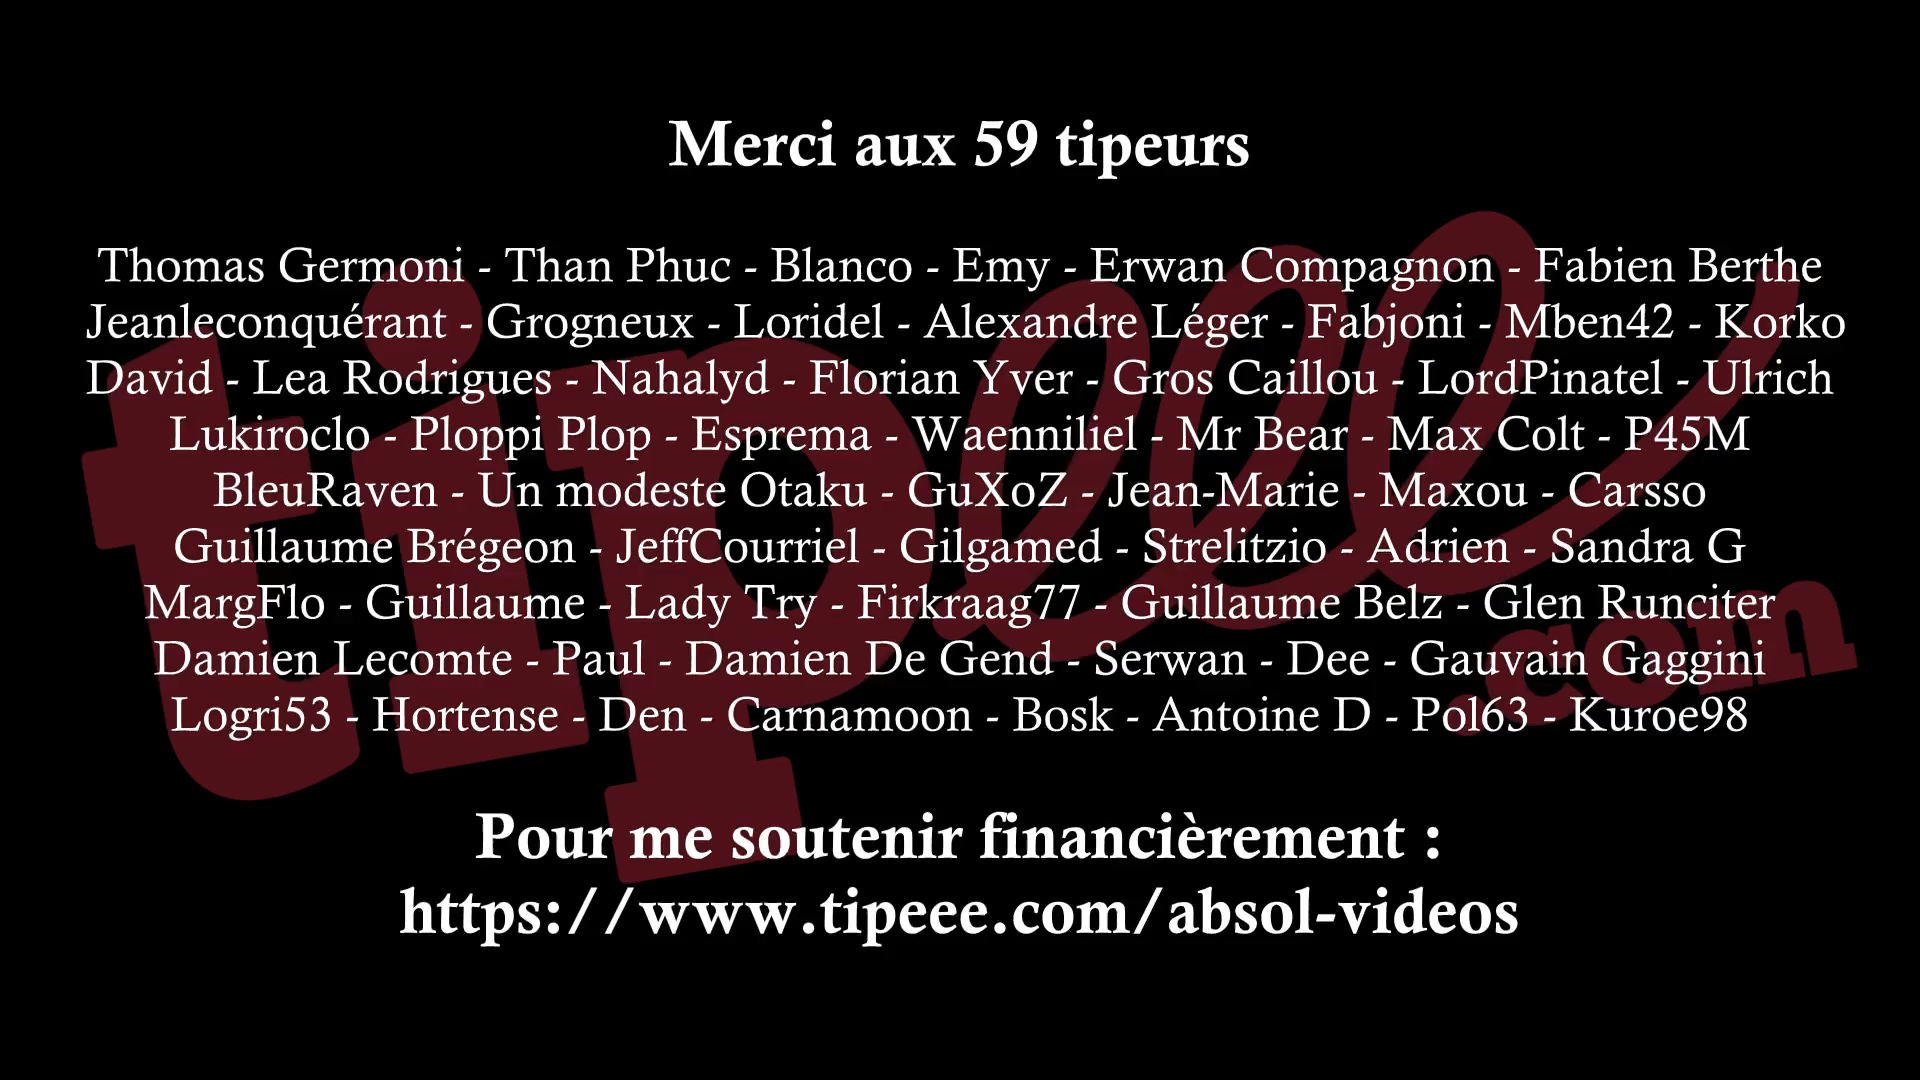 Merci aux 59 tipeurs
Thomas Germoni - Than Phuc - Blanco - Emy - Erwan Compagnon - Fabien Berthe
Jeanleconquérant - Grogneux - Loridel - Alexandre Léger - Fabjoni - Mben42 - Korko
David - Lea Rodrigues - Nahalyd - Florian Yver - Gros Caillou - LordPinatel - Ulrich
Lukiroclo - Ploppi Plop - Esprema - Waenniliel - Mr Bear - Max Colt - P45M
BleuRaven - Un modeste Otaku - GuXoZ - Jean-Marie - Maxou - Carsso
Guillaume Brégeon - JeffCourriel - Gilgamed - Strelitzio - Adrien - Sandra G
MargFlo - Guillaume - Lady Try - Firkraag77 - Guillaume Belz - Glen Runciter
Damien Lecomte - Paul - Damien De Gend - Serwan - Dee - Gauvain Gaggini
Logri53 - Hortense - Den - Carnamoon - Bosk - Antoine D - Pol63 - Kuroe98
Pour me soutenir financièrement :
https://www.tipeee.com/absol-videos
tipeee.com